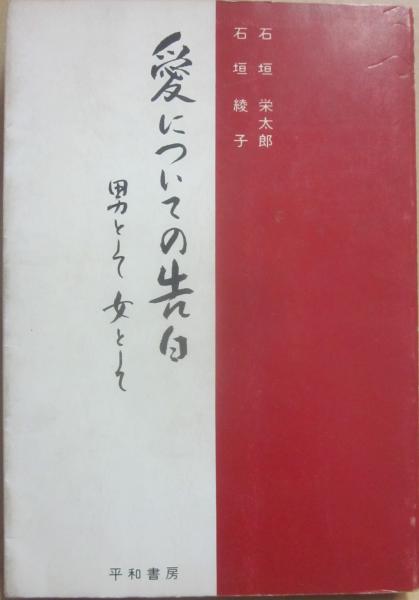 石垣 栄太郎
石垣 綾子
愛についての告白
男として 女として
平和書房